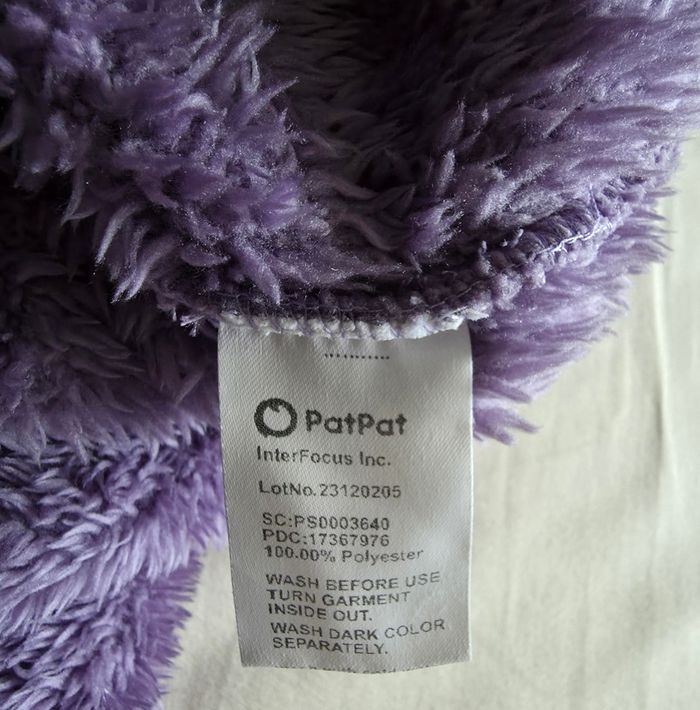 PatPat
InterFocus Inc.
LotNo.23120205
SC:PS0003640
PDC:17367976
100.00% Polyester
WASH BEFORE USE
TURN GARMENT
INSIDE OUT.
WASH DARK COLOR
SEPARATELY.